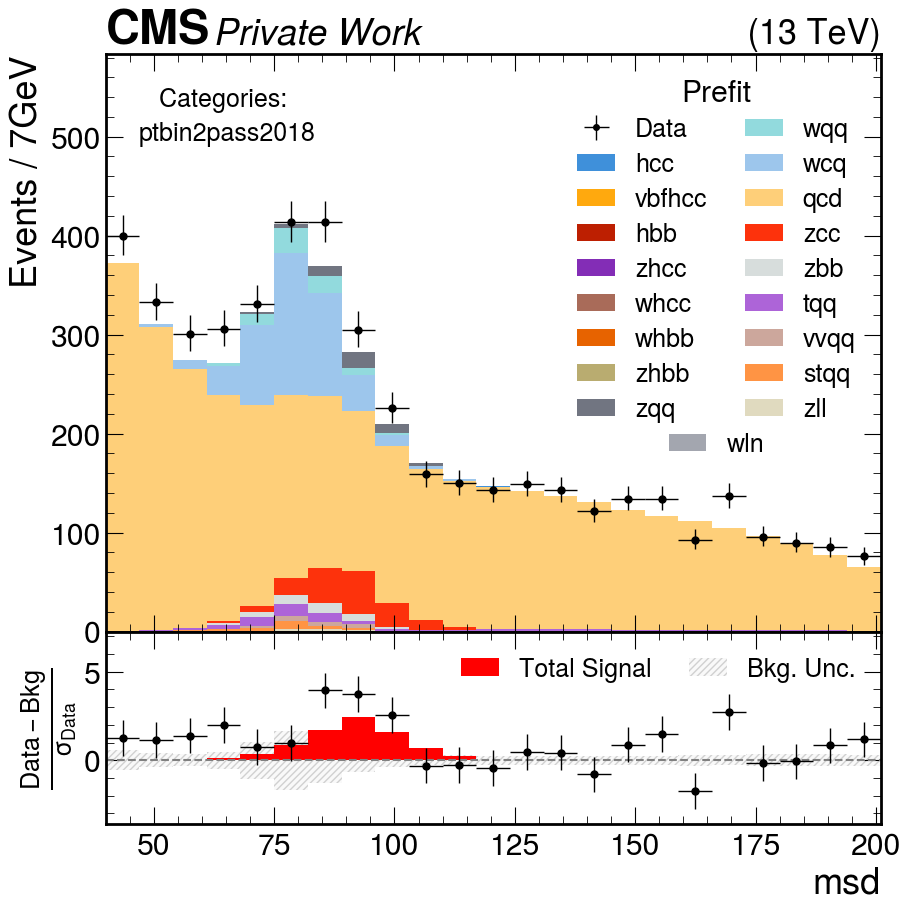 CMS Private Work (13 TeV)
Events / 7GeV
Categories:
ptbin2pass2018
Prefit
Data wqq
hcc wcq
vbfhcc qcd
hbb zcc
zhcc zbb
whcc tqq
whbb vvqq
zhbb stqq
zqq zll
wln
500
400
300
200
100
0
Total Signal Bkg. Unc.
Data − Bkg
σData
5
0
50 75 100 125 150 175 200
msd